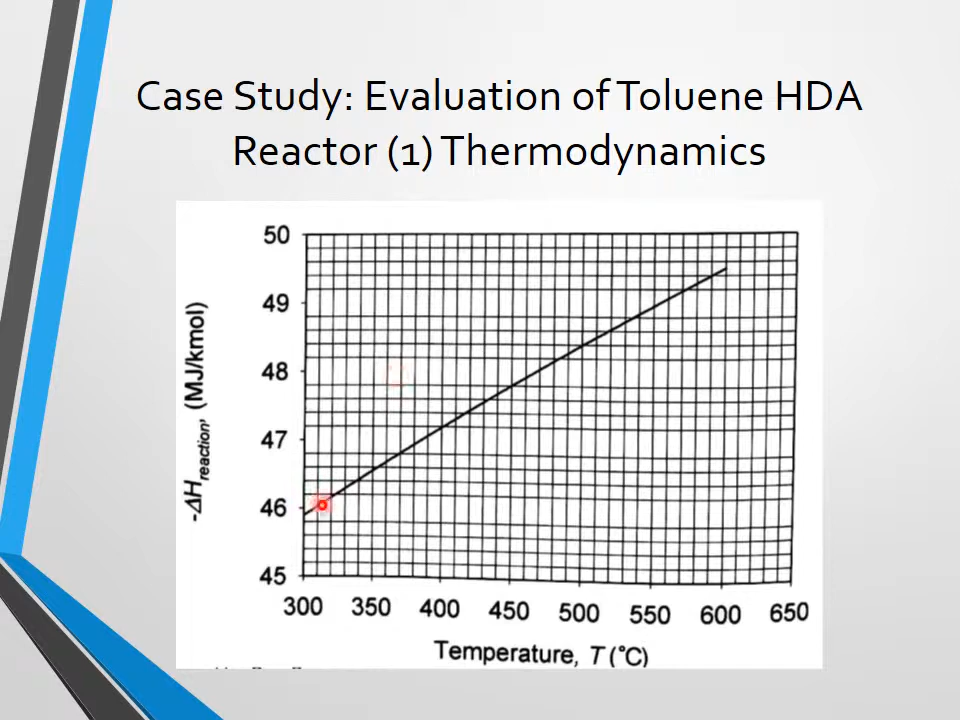 Case Study: Evaluation of Toluene HDA
Reactor (1) Thermodynamics
50
49
48
47
46
45
-ΔHreaction, (MJ/kmol)
300 350 400 450 500 550 600 650
Temperature, T (°C)